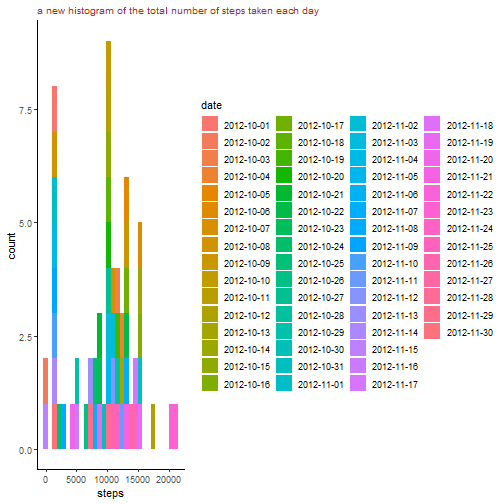 a new histogram of the total number of steps taken each day
count
7.5
5.0
2.5
0.0
0 5000 10000 15000 20000
steps
date
2012-10-01 2012-10-17 2012-11-02 2012-11-18
2012-10-02 2012-10-18 2012-11-03 2012-11-19
2012-10-03 2012-10-19 2012-11-04 2012-11-20
2012-10-04 2012-10-20 2012-11-05 2012-11-21
2012-10-05 2012-10-21 2012-11-06 2012-11-22
2012-10-06 2012-10-22 2012-11-07 2012-11-23
2012-10-07 2012-10-23 2012-11-08 2012-11-24
2012-10-08 2012-10-24 2012-11-09 2012-11-25
2012-10-09 2012-10-25 2012-11-10 2012-11-26
2012-10-10 2012-10-26 2012-11-11 2012-11-27
2012-10-11 2012-10-27 2012-11-12 2012-11-28
2012-10-12 2012-10-28 2012-11-13 2012-11-29
2012-10-13 2012-10-29 2012-11-14 2012-11-30
2012-10-14 2012-10-30 2012-11-15
2012-10-15 2012-10-31 2012-11-16
2012-10-16 2012-11-01 2012-11-17